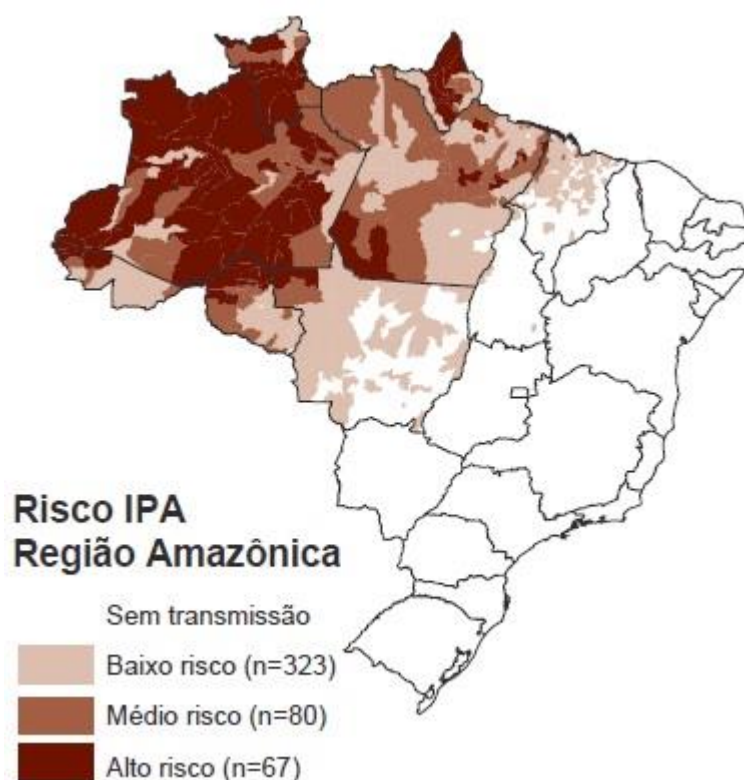 Risco IPA
Região Amazônica
Sem transmissão
Baixo risco (n=323)
Médio risco (n=80)
Alto risco (n=67)